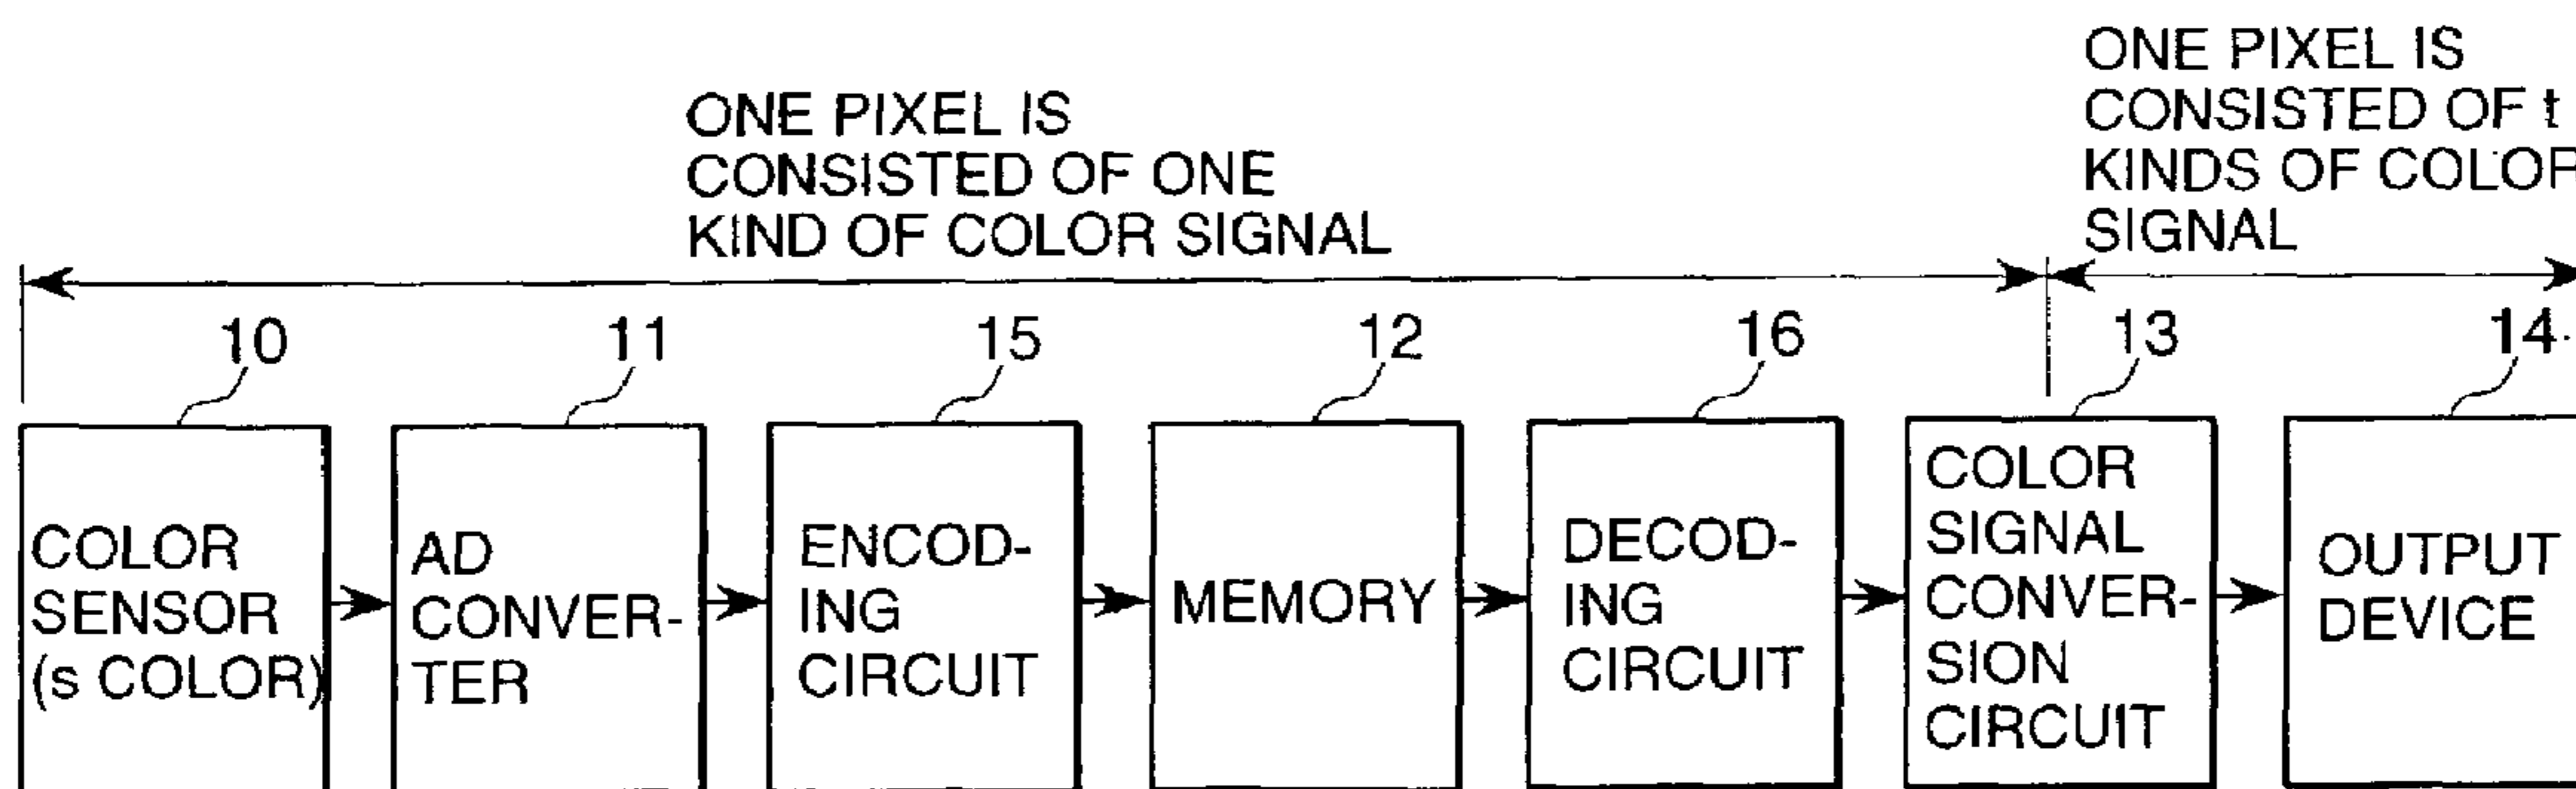 ONE PIXEL IS
CONSISTED OF ONE
KIND OF COLOR SIGNAL
ONE PIXEL IS
CONSISTED OF t
KINDS OF COLOR
SIGNAL
10
11
15
12
16
13
14
COLOR
SENSOR
(s COLOR)
AD
CONVER-
TER
ENCOD-
ING
CIRCUIT
MEMORY
DECOD-
ING
CIRCUIT
COLOR
SIGNAL
CONVER-
SION
CIRCUIT
OUTPUT
DEVICE